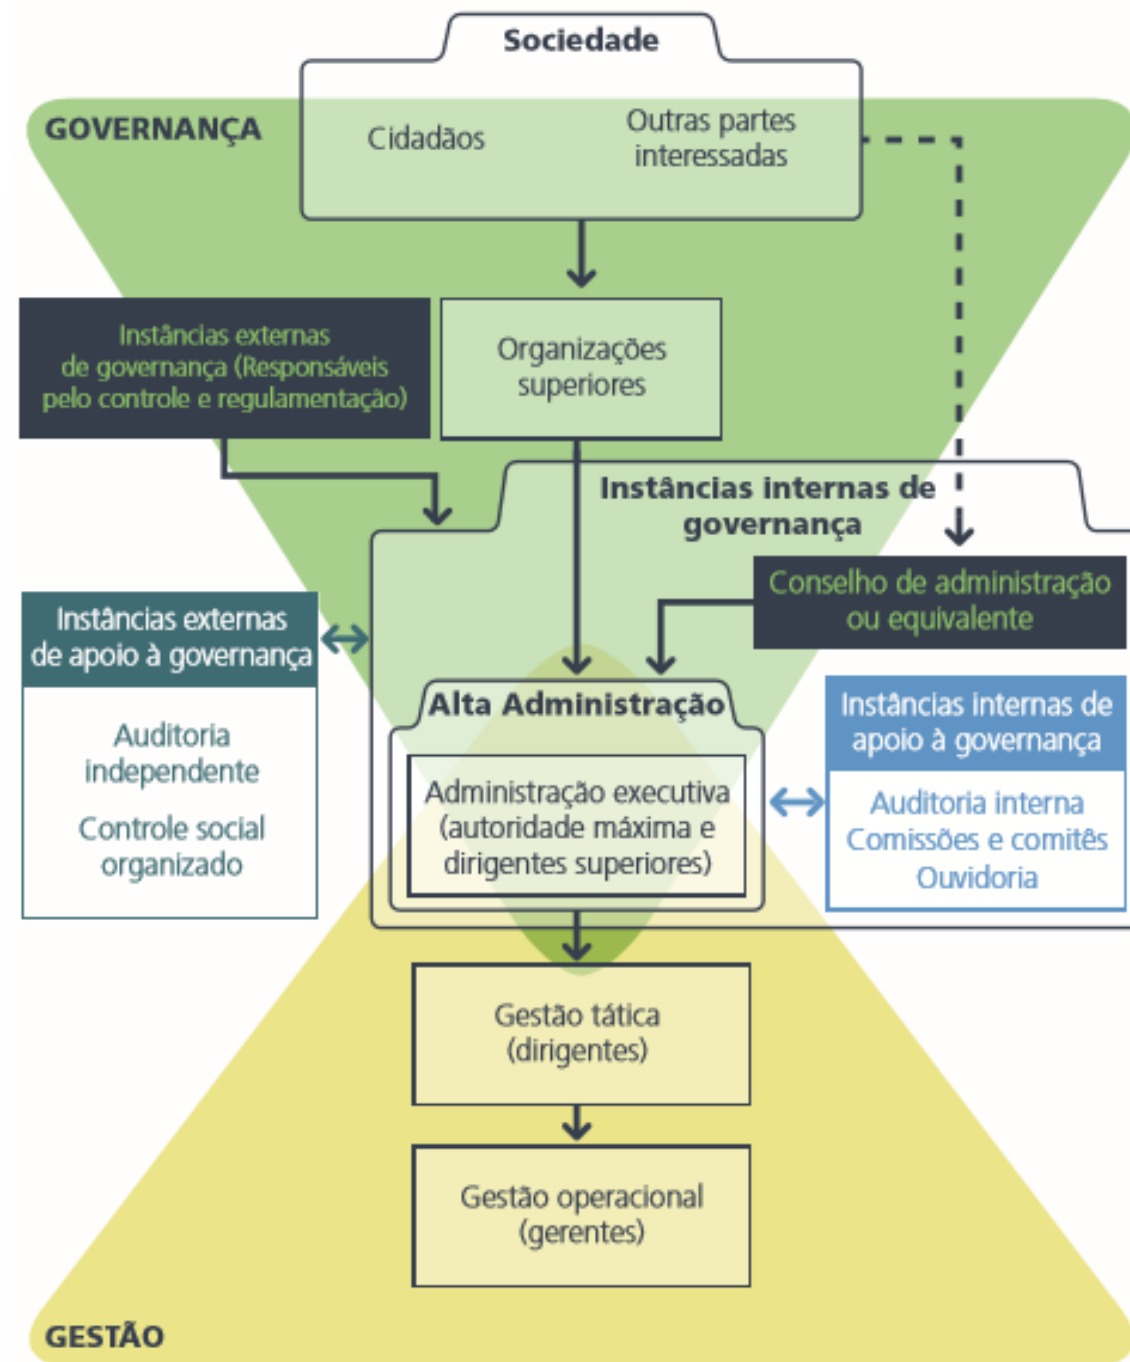 Sociedade
GOVERNANÇA
Cidadãos
Outras partes
interessadas
Instâncias externas
de governança (Responsáveis
pelo controle e regulamentação)
Organizações
superiores
Instâncias internas de
governança
Conselho de administração
ou equivalente
Instâncias externas
de apoio à governança
Auditoria
independente
Controle social
organizado
Alta Administração
Administração executiva
(autoridade máxima e
dirigentes superiores)
Instâncias internas de
apoio à governança
Auditoria interna
Comissões e comitês
Ouvidoria
Gestão tática
(dirigentes)
Gestão operacional
(gerentes)
GESTÃO